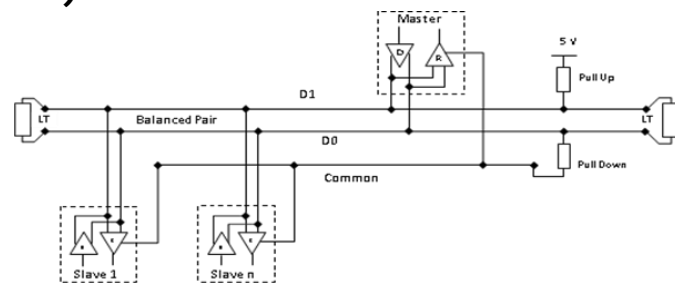 Master
D
R
5 V
Pull Up
D1
LT
Balanced Pair
LT
D0
Pull Down
Common
Slave 1
Slave n